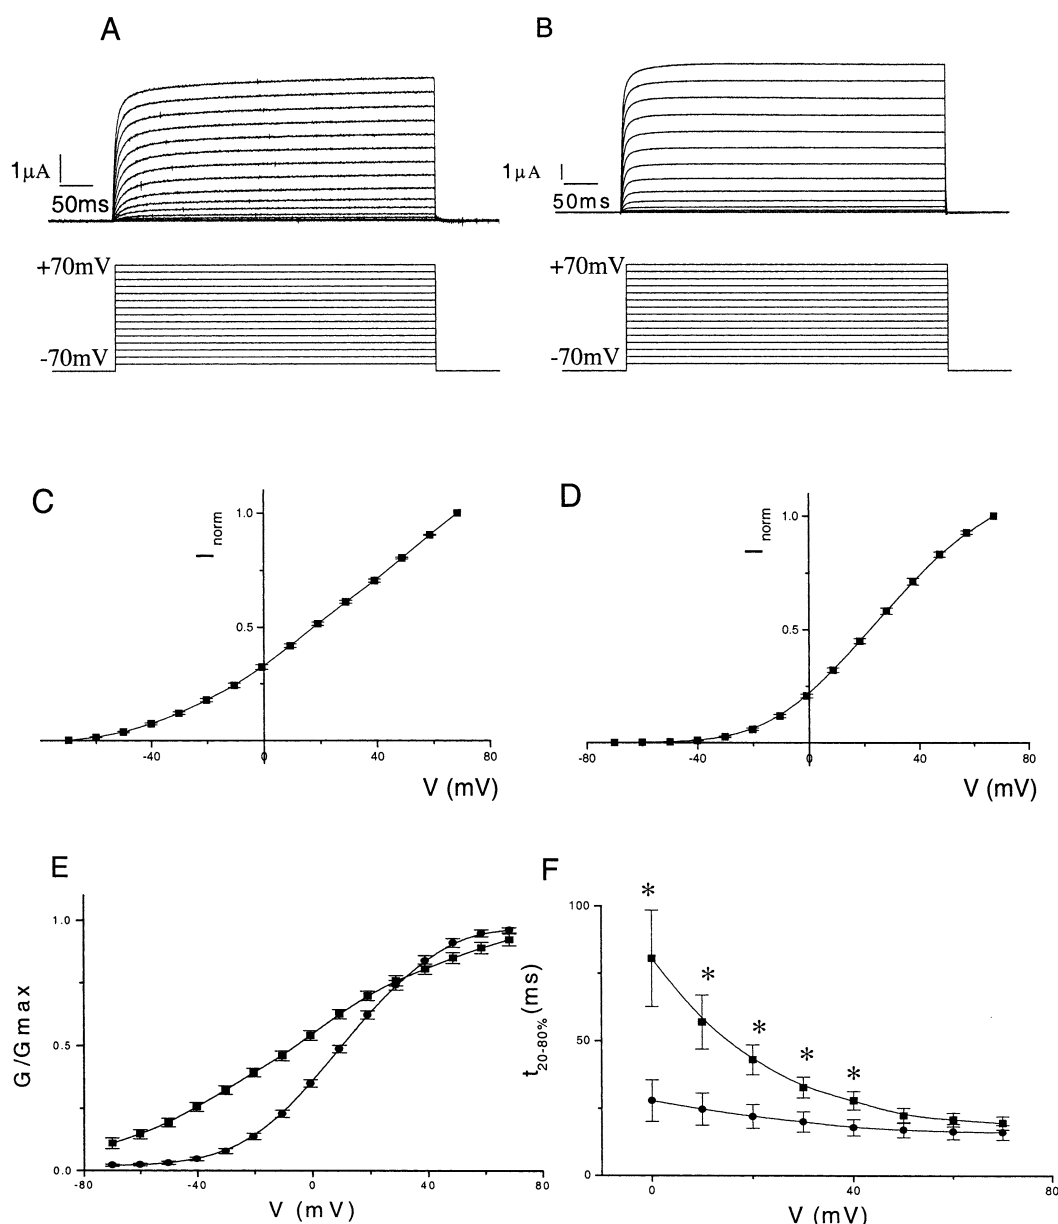 A
B
1μA
50ms
1μA
50ms
+70mV
-70mV
+70mV
-70mV
C
I norm
1.0
0.5
-40
0
40
80
V (mV)
D
I norm
1.0
0.5
-80
-40
0
40
80
V (mV)
E
G/Gmax
1.0
0.5
0.0
-80
-40
0
40
80
V (mV)
F
t20-80% (ms)
100
50
0
* * * * *
0
40
80
V (mV)